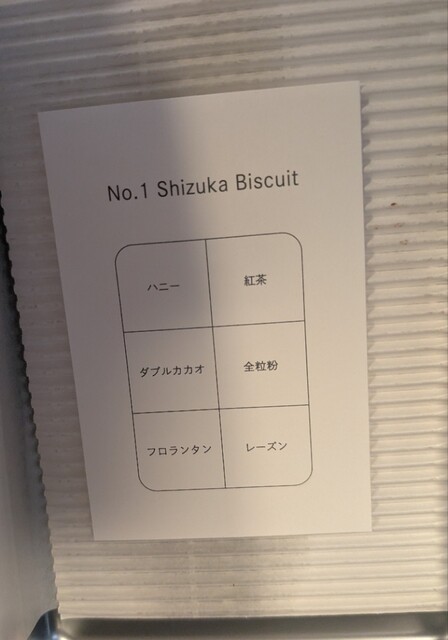 No.1 Shizuka Biscuit
ハニー
紅茶
ダブルカカオ
全粒粉
フロランタン
レーズン